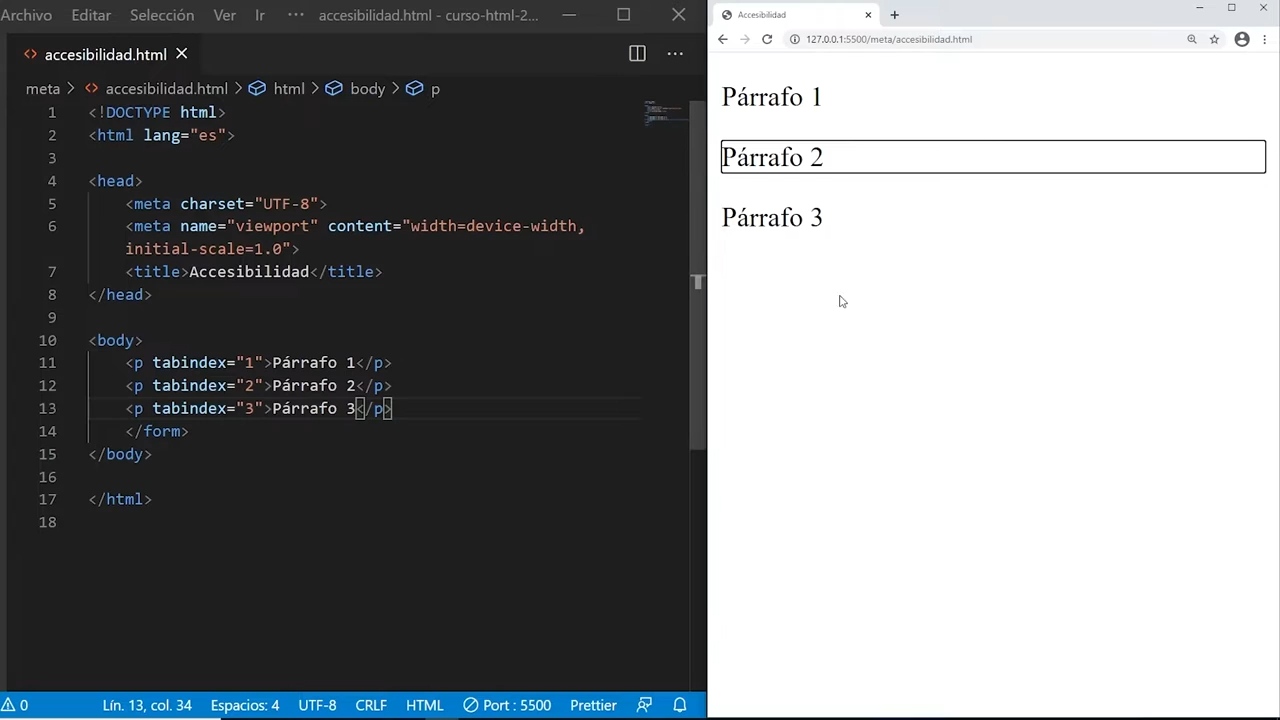 Archivo Editar Selección Ver Ir ··· accesibilidad.html - curso-html-2...
accesibilidad.html
meta > accesibilidad.html > html > body > p
1 <!DOCTYPE html>
2 <html lang="es">
3
4 <head>
5 <meta charset="UTF-8">
6 <meta name="viewport" content="width=device-width,
initial-scale=1.0">
7 <title>Accesibilidad</title>
8 </head>
9
10 <body>
11 <p tabindex="1">Párrafo 1</p>
12 <p tabindex="2">Párrafo 2</p>
13 <p tabindex="3">Párrafo 3</p>
14 </form>
15 </body>
16
17 </html>
18
0 Lín. 13, col. 34 Espacios: 4 UTF-8 CRLF HTML Port : 5500 Prettier
Accesibilidad
127.0.0.1:5500/meta/accesibilidad.html
Párrafo 1
Párrafo 2
Párrafo 3